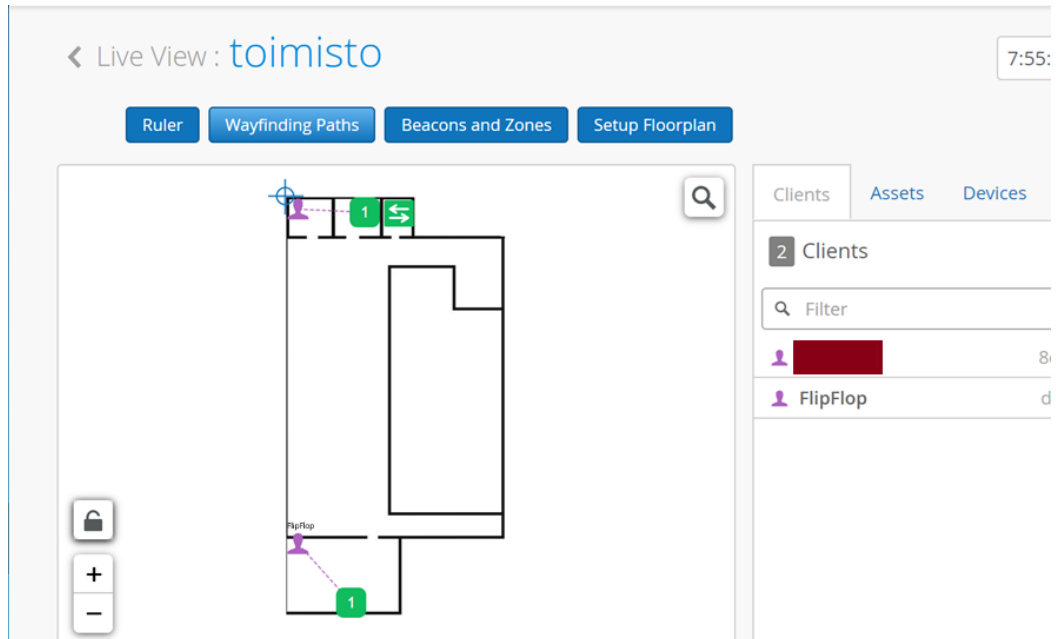 Live View : toimisto
7:55:
Ruler
Wayfinding Paths
Beacons and Zones
Setup Floorplan
Clients
Assets
Devices
1
2 Clients
Filter
FlipFlop
FlipFlop
1
+
−